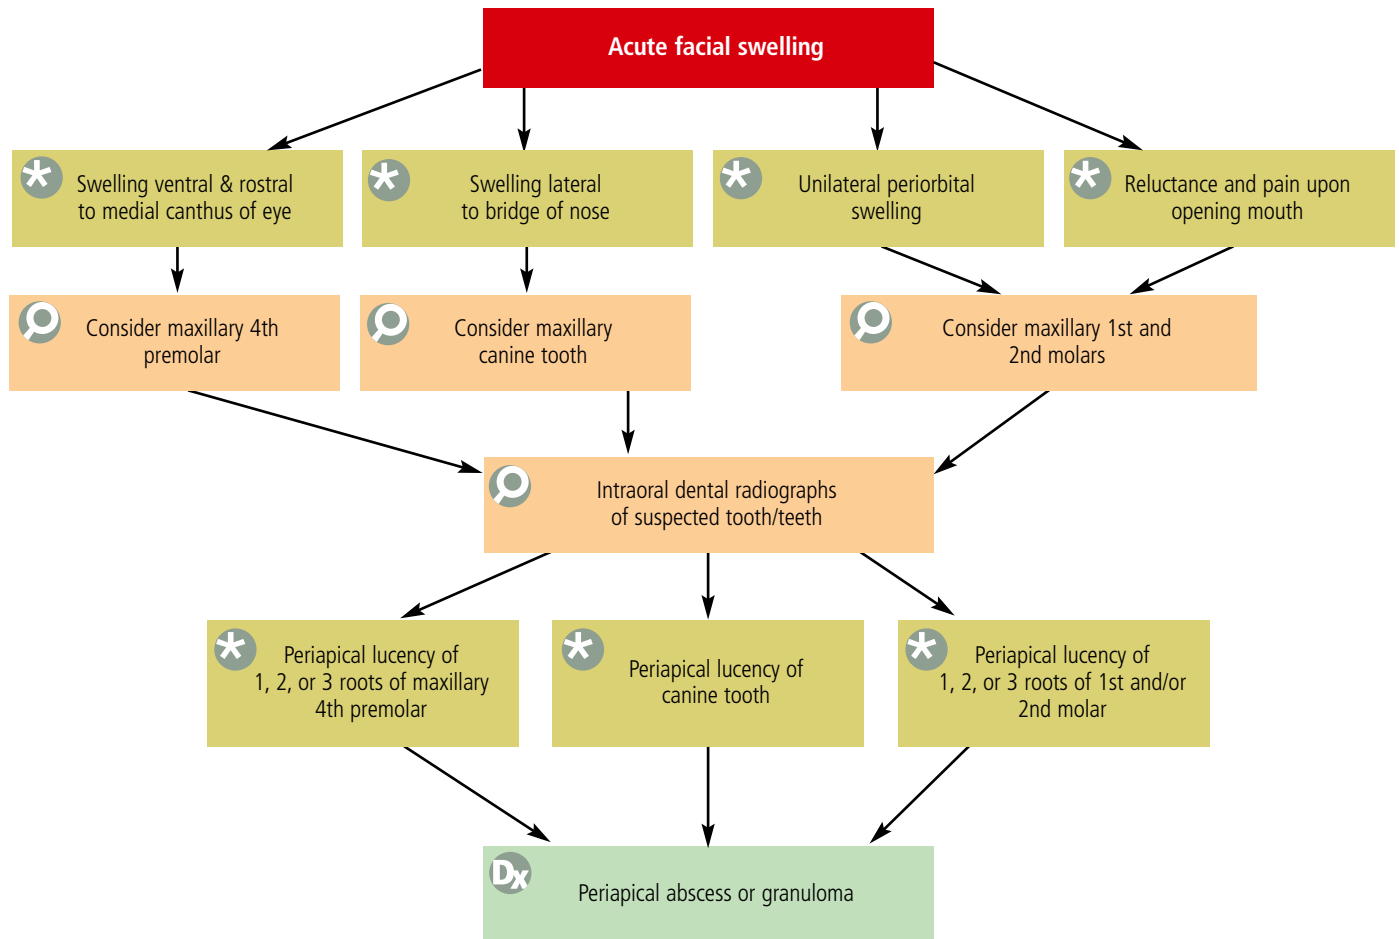 Acute facial swelling
Swelling ventral & rostral
to medial canthus of eye
Swelling lateral
to bridge of nose
Unilateral periorbital
swelling
Reluctance and pain upon
opening mouth
Consider maxillary 4th
premolar
Consider maxillary
canine tooth
Consider maxillary 1st and
2nd molars
Intraoral dental radiographs
of suspected tooth/teeth
Periapical lucency of
1, 2, or 3 roots of maxillary
4th premolar
Periapical lucency of
canine tooth
Periapical lucency of
1, 2, or 3 roots of 1st and/or
2nd molar
Dx
Periapical abscess or granuloma